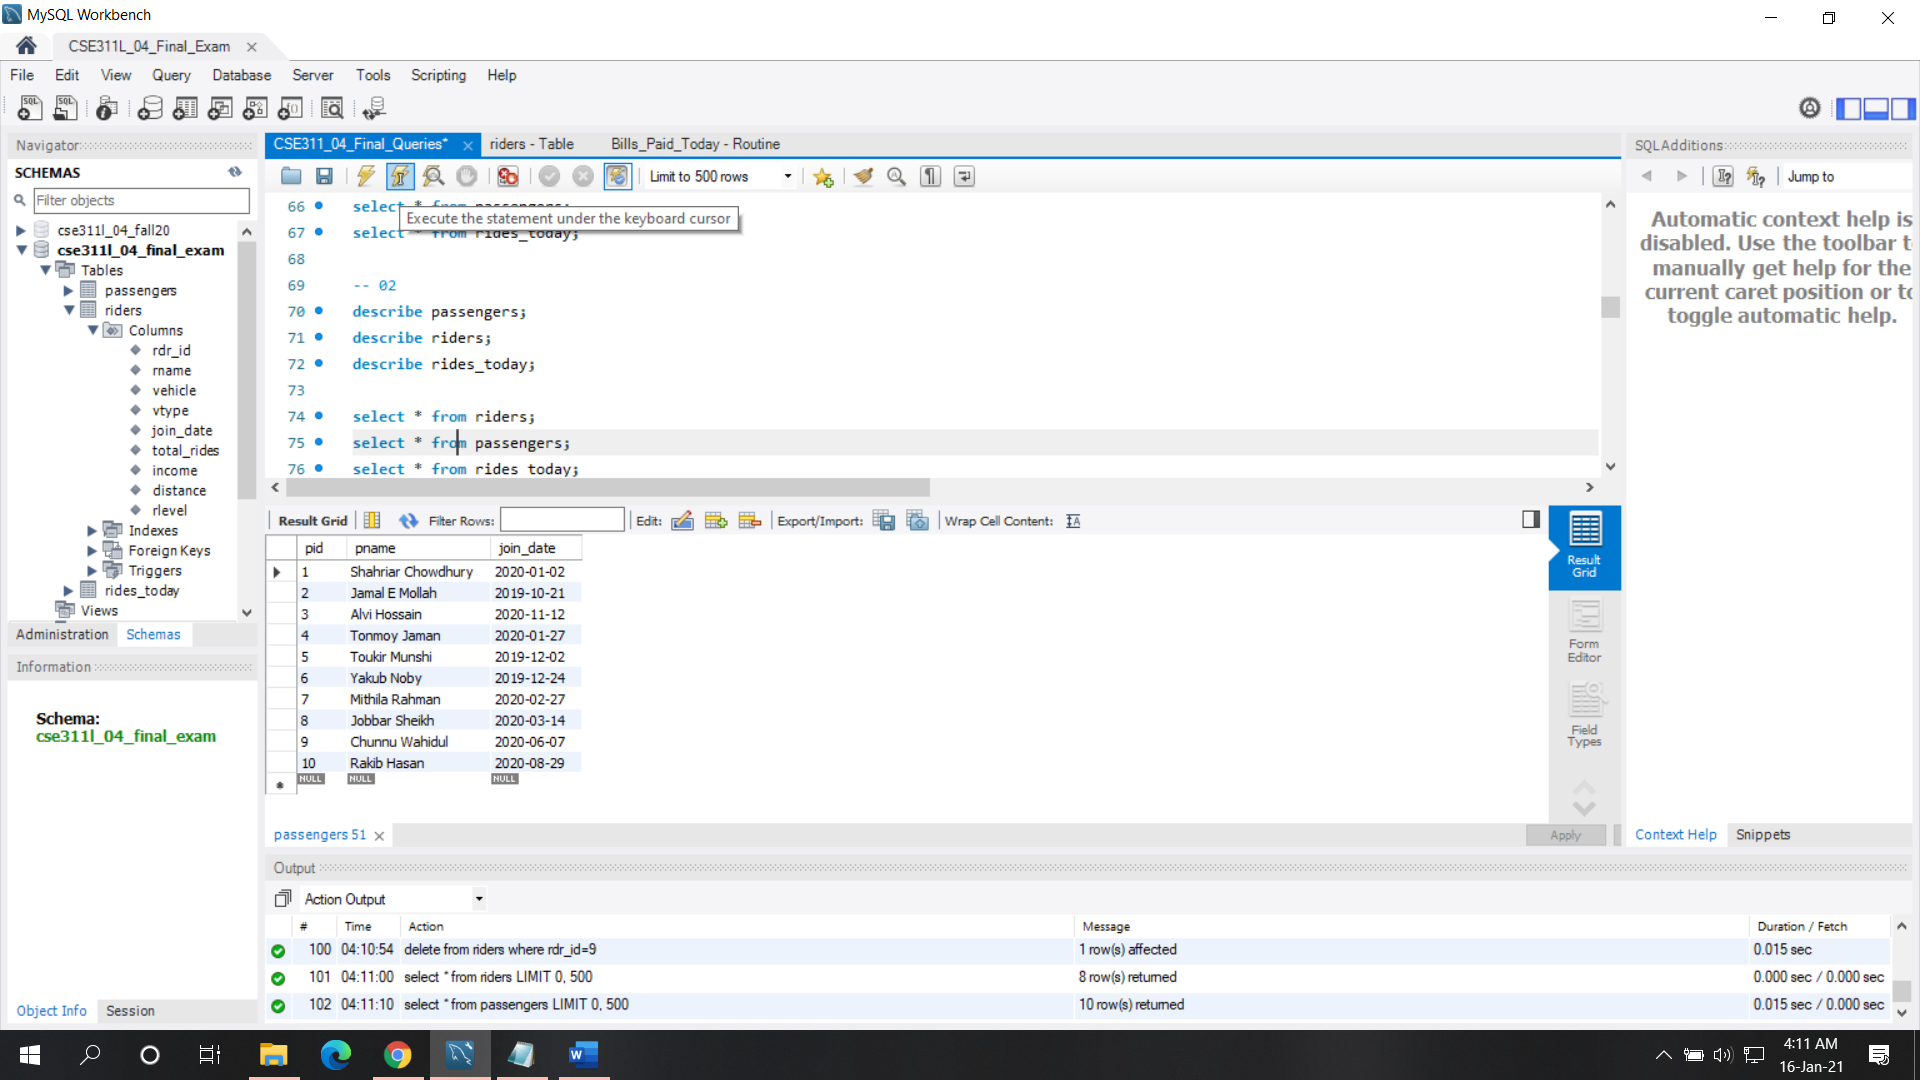 MySQL Workbench
CSE311L_04_Final_Exam
File Edit View Query Database Server Tools Scripting Help
Navigator
SCHEMAS
Filter objects
cse311l_04_fall20
cse311l_04_final_exam
Tables
passengers
riders
Columns
rdr_id
rname
vehicle
vtype
join_date
total_rides
income
distance
rlevel
Indexes
Foreign Keys
Triggers
rides_today
Views
Administration Schemas
Information
Schema:
cse311l_04_final_exam
Object Info Session
CSE311_04_Final_Queries* riders - Table Bills_Paid_Today - Routine
Limit to 500 rows
66 select * from passengers;
Execute the statement under the keyboard cursor
67 select * from rides_today;
68
69 -- 02
70 describe passengers;
71 describe riders;
72 describe rides_today;
73
74 select * from riders;
75 select * from passengers;
76 select * from rides_today;
Result Grid Filter Rows: Edit: Export/Import: Wrap Cell Content:
pid pname join_date
1 Shahriar Chowdhury 2020-01-02
2 Jamal E Mollah 2019-10-21
3 Alvi Hossain 2020-11-12
4 Tonmoy Jaman 2020-01-27
5 Toukir Munshi 2019-12-02
6 Yakub Noby 2019-12-24
7 Mithila Rahman 2020-02-27
8 Jobbar Sheikh 2020-03-14
9 Chunnu Wahidul 2020-06-07
10 Rakib Hasan 2020-08-29
NULL NULL NULL
Result
Grid
Form
Editor
Field
Types
passengers 51
Apply
Output
Action Output
# Time Action Message Duration / Fetch
100 04:10:54 delete from riders where rdr_id=9 1 row(s) affected 0.015 sec
101 04:11:00 select * from riders LIMIT 0, 500 8 row(s) returned 0.000 sec / 0.000 sec
102 04:11:10 select * from passengers LIMIT 0, 500 10 row(s) returned 0.015 sec / 0.000 sec
SQLAdditions
Jump to
Automatic context help is
disabled. Use the toolbar t
manually get help for the
current caret position or to
toggle automatic help.
Context Help Snippets
4:11 AM
16-Jan-21